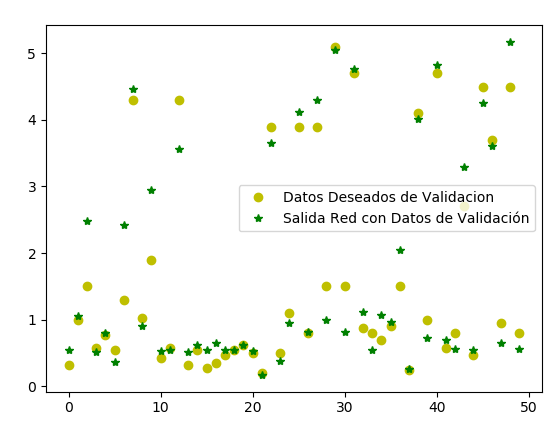 5
4
3
2
1
0
Datos Deseados de Validacion
Salida Red con Datos de Validación
0 10 20 30 40 50